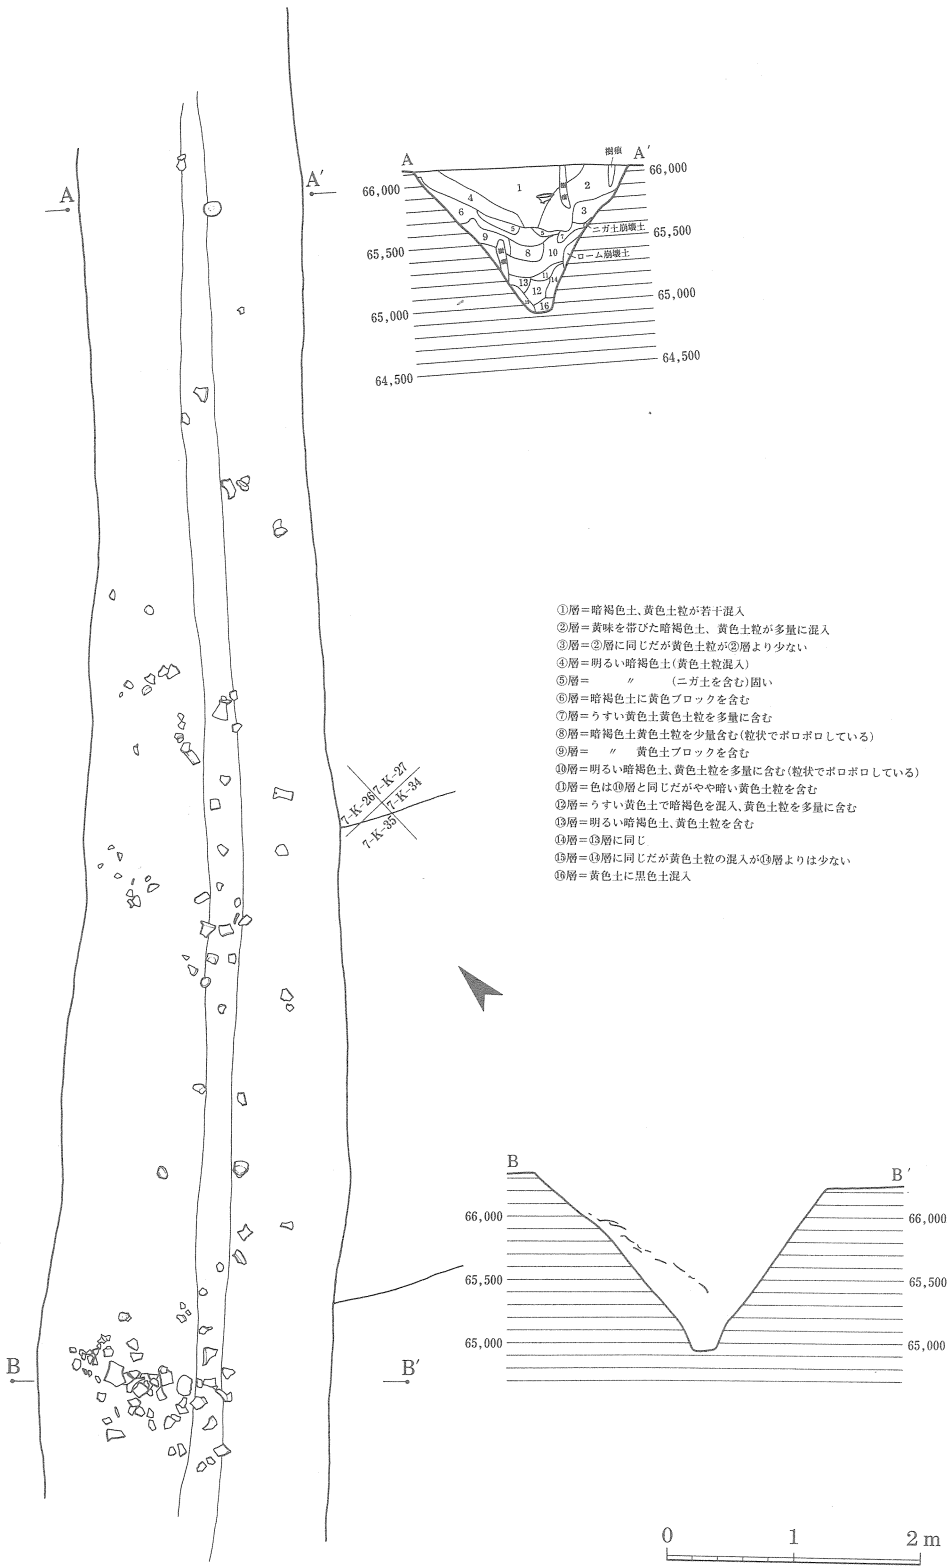 A
A′
A
A′
樹痕
66,000
66,000
1
2
4
3
6
5
5
7
ニガ土崩壊土
65,500
65,500
9
8
10
ローム崩壊土
11
13
14
12
16
65,000
65,000
64,500
64,500
①層＝暗褐色土、黄色土粒が若干混入
②層＝黄味を帯びた暗褐色土、黄色土粒が多量に混入
③層＝②層に同じだが黄色土粒が②層より少ない
④層＝明るい暗褐色土(黄色土粒混入)
⑤層＝　　〃　　(ニガ土を含む)固い
⑥層＝暗褐色土に黄色ブロックを含む
⑦層＝うすい黄色土黄色土粒を多量に含む
⑧層＝暗褐色土黄色土粒を少量含む(粒状でボロボロしている)
⑨層＝　〃　黄色土ブロックを含む
⑩層＝明るい暗褐色土、黄色土粒を多量に含む(粒状でボロボロしている)
⑪層＝色は⑩層と同じだがやや暗い黄色土粒を含む
⑫層＝うすい黄色土で暗褐色を混入、黄色土粒を多量に含む
⑬層＝明るい暗褐色土、黄色土粒を含む
⑭層＝⑬層に同じ
⑮層＝⑭層に同じだが黄色土粒の混入が⑭層よりは少ない
⑯層＝黄色土に黒色土混入
7-K-26
7-K-27
7-K-34
7-K-35
B
B′
66,000
66,000
65,500
65,500
65,000
65,000
B
B′
0
1
2 m